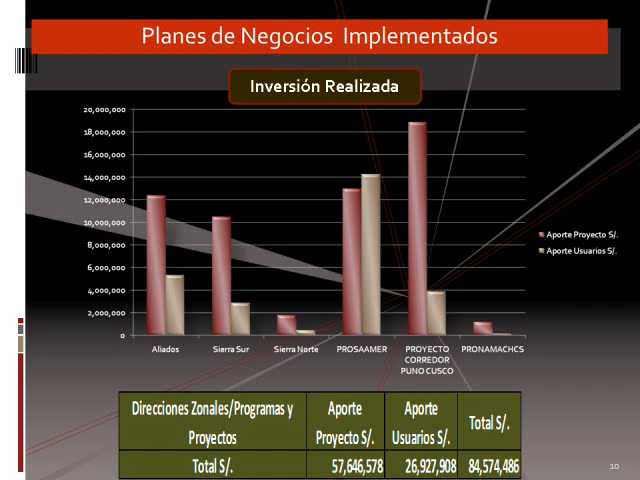 Planes de Negocios Implementados
Inversión Realizada
20,000,000
18,000,000
16,000,000
14,000,000
12,000,000
10,000,000
8,000,000
6,000,000
4,000,000
2,000,000
0
Aliados
Sierra Sur
Sierra Norte
PROSAAMER
PROYECTO
CORREDOR
PUNO CUSCO
PRONAMACHCS
Aporte Proyecto S/.
Aporte Usuarios S/.
Direcciones Zonales/Programas y
Proyectos
Aporte
Proyecto S/.
Aporte
Usuarios S/.
Total S/.
Total S/. 57,646,578 26,927,908 84,574,486
10